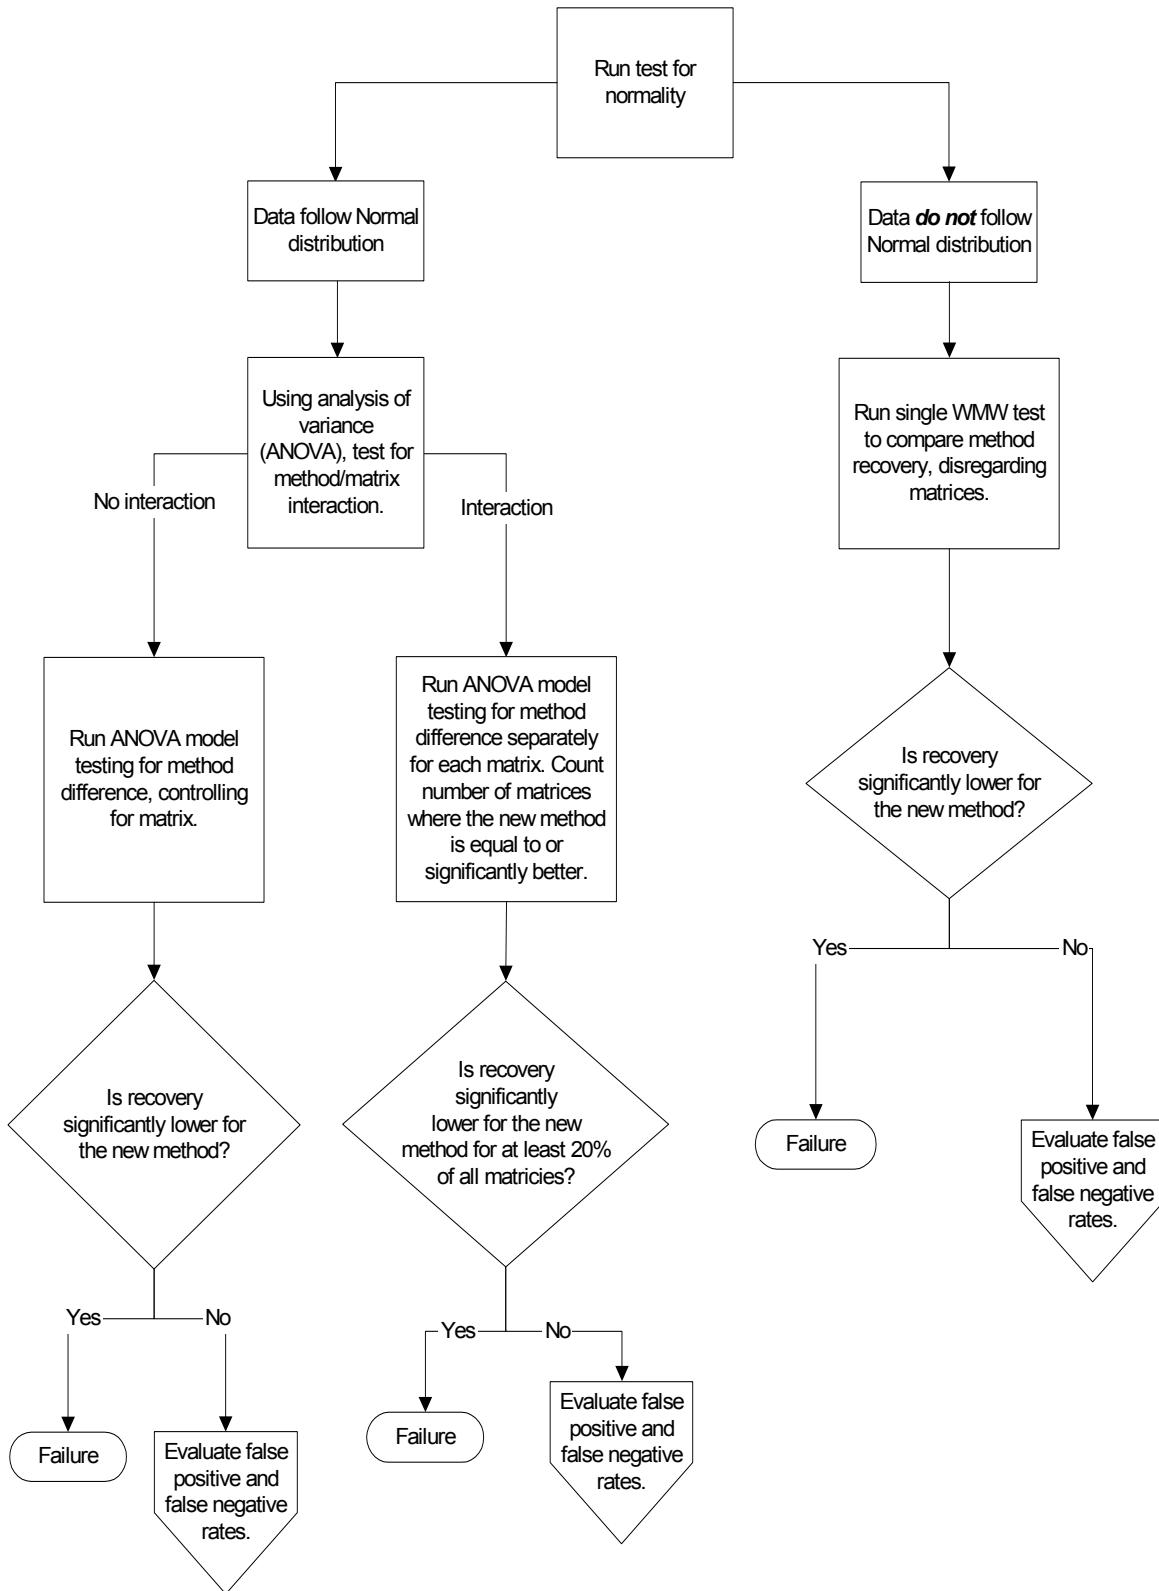 Run test for
normality
Data follow Normal
distribution
Data do not follow
Normal distribution
Using analysis of
variance
(ANOVA), test for
method/matrix
interaction.
Run single WMW test
to compare method
recovery, disregarding
matrices.
No interaction
Interaction
Run ANOVA model
testing for method
difference, controlling
for matrix.
Run ANOVA model
testing for method
difference separately
for each matrix. Count
number of matrices
where the new method
is equal to or
significantly better.
Is recovery
significantly lower for
the new method?
Yes
No
Is recovery
significantly lower for
the new method?
Is recovery
significantly
lower for the new
method for at least 20%
of all matricies?
Failure
Evaluate false
positive and
false negative
rates.
Yes
No
Yes
No
Failure
Evaluate false
positive and
false negative
rates.
Failure
Evaluate false
positive and
false negative
rates.